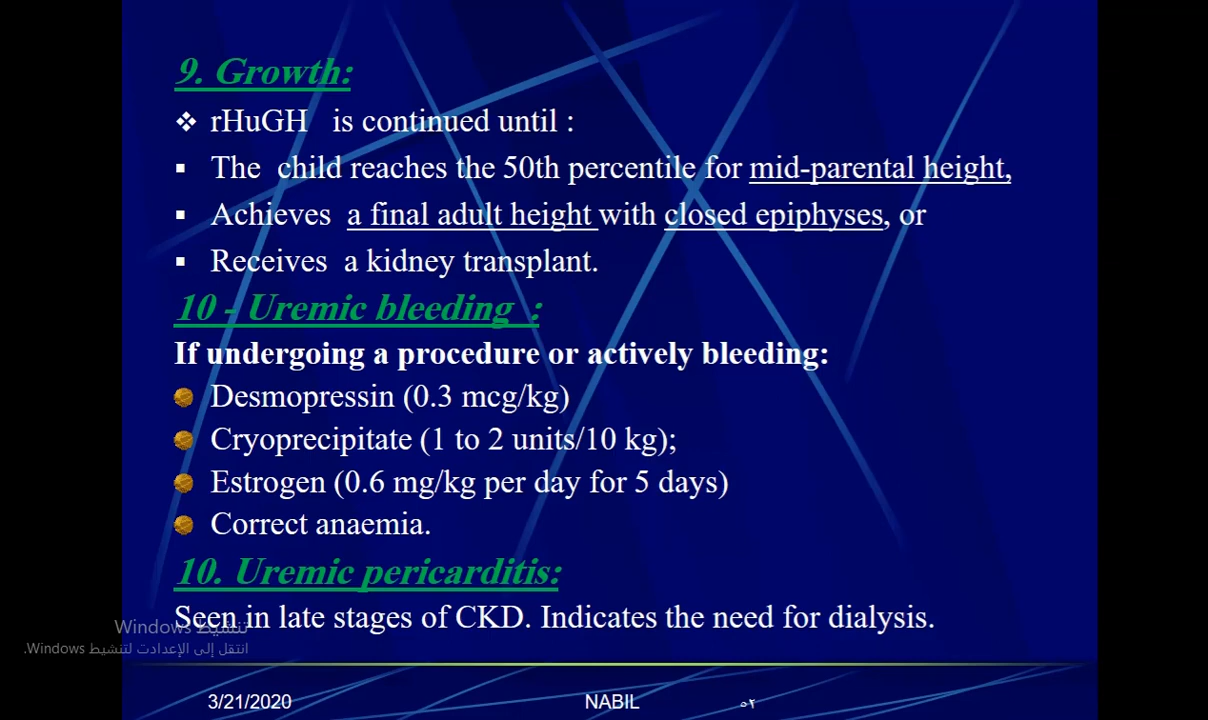 9. Growth:
❖ rHuGH is continued until :
▪ The child reaches the 50th percentile for mid-parental height,
▪ Achieves a final adult height with closed epiphyses, or
▪ Receives a kidney transplant.
10 - Uremic bleeding :
If undergoing a procedure or actively bleeding:
Desmopressin (0.3 mcg/kg)
Cryoprecipitate (1 to 2 units/10 kg);
Estrogen (0.6 mg/kg per day for 5 days)
Correct anaemia.
10. Uremic pericarditis:
Seen in late stages of CKD. Indicates the need for dialysis.
تنشيط Windows
انتقل إلى الإعدادت لتنشيط Windows.
3/21/2020 NABIL ٥٢